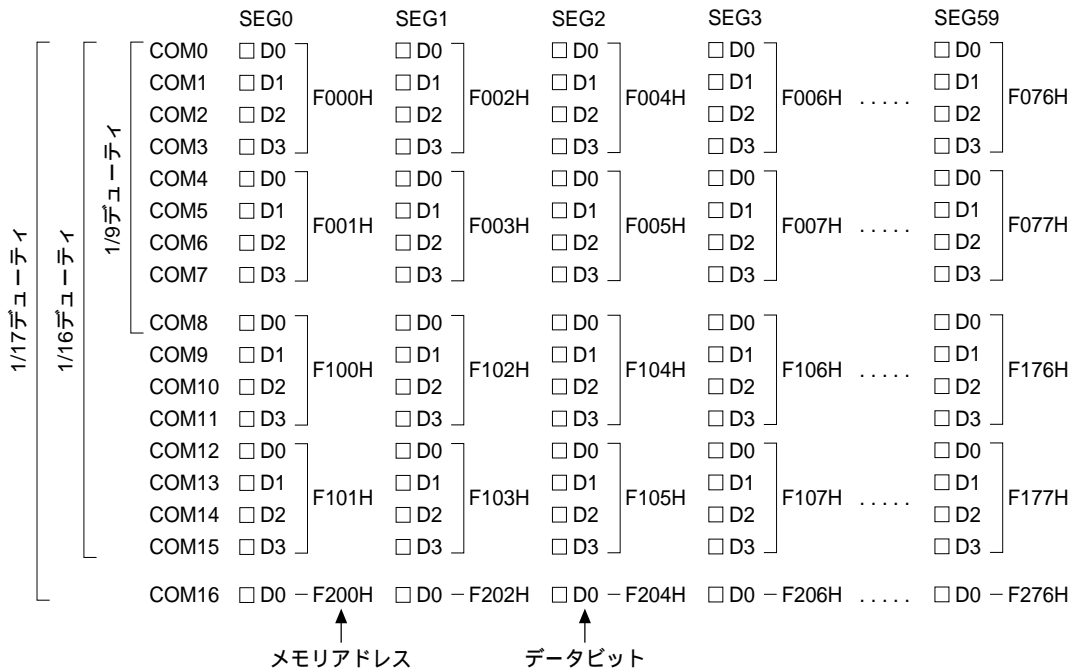 SEG0 SEG1 SEG2 SEG3 SEG59
COM0 □ D0 □ D0 □ D0 □ D0 □ D0
COM1 □ D1 □ D1 □ D1 □ D1 □ D1
F000H F002H F004H F006H ..... F076H
COM2 □ D2 □ D2 □ D2 □ D2 □ D2
COM3 □ D3 □ D3 □ D3 □ D3 □ D3
COM4 □ D0 □ D0 □ D0 □ D0 □ D0
COM5 □ D1 □ D1 □ D1 □ D1 □ D1
F001H F003H F005H F007H ..... F077H
COM6 □ D2 □ D2 □ D2 □ D2 □ D2
COM7 □ D3 □ D3 □ D3 □ D3 □ D3
1/9デューティ
1/16デューティ
1/17デューティ
COM8 □ D0 □ D0 □ D0 □ D0 □ D0
COM9 □ D1 □ D1 □ D1 □ D1 □ D1
F100H F102H F104H F106H ..... F176H
COM10 □ D2 □ D2 □ D2 □ D2 □ D2
COM11 □ D3 □ D3 □ D3 □ D3 □ D3
COM12 □ D0 □ D0 □ D0 □ D0 □ D0
COM13 □ D1 □ D1 □ D1 □ D1 □ D1
F101H F103H F105H F107H ..... F177H
COM14 □ D2 □ D2 □ D2 □ D2 □ D2
COM15 □ D3 □ D3 □ D3 □ D3 □ D3
COM16 □ D0 – F200H □ D0 – F202H □ D0 – F204H □ D0 – F206H ..... □ D0 – F276H
メモリアドレス データビット